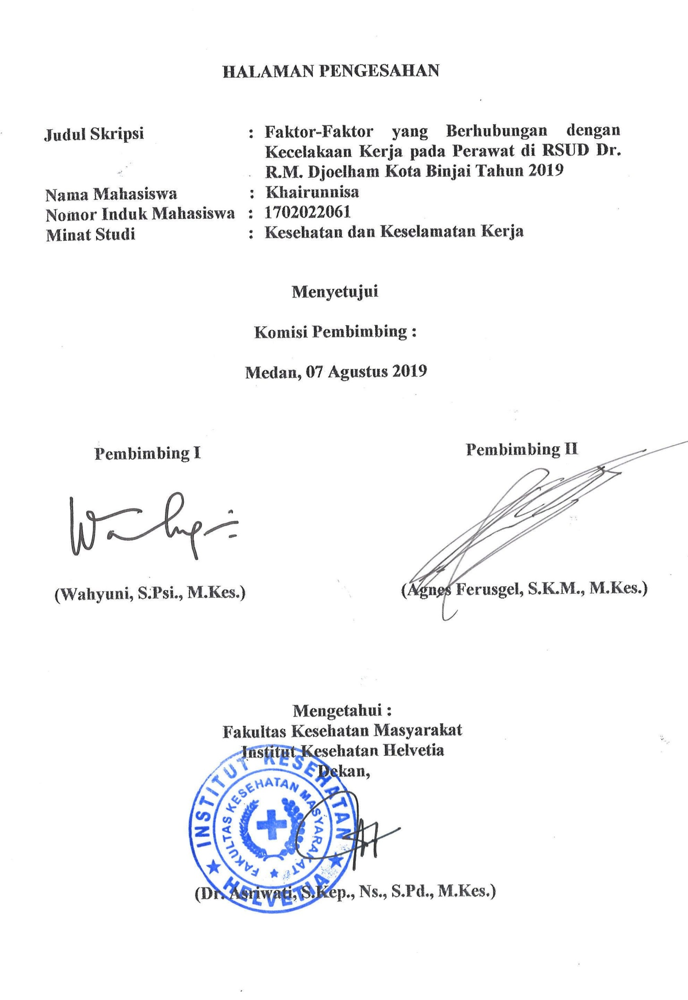 HALAMAN PENGESAHAN
Judul Skripsi : Faktor-Faktor yang Berhubungan dengan
Kecelakaan Kerja pada Perawat di RSUD Dr.
R.M. Djoelham Kota Binjai Tahun 2019
Nama Mahasiswa : Khairunnisa
Nomor Induk Mahasiswa : 1702022061
Minat Studi : Kesehatan dan Keselamatan Kerja
Menyetujui
Komisi Pembimbing :
Medan, 07 Agustus 2019
Pembimbing I Pembimbing II
(Wahyuni, S.Psi., M.Kes.) (Agnes Ferusgel, S.K.M., M.Kes.)
Mengetahui :
Fakultas Kesehatan Masyarakat
Institut Kesehatan Helvetia
Dekan,
INSTITUT KESEHATAN
FAKULTAS KESEHATAN MASYARAKAT
HELVETIA
(Dr. Asriwati, S.Kep., Ns., S.Pd., M.Kes.)